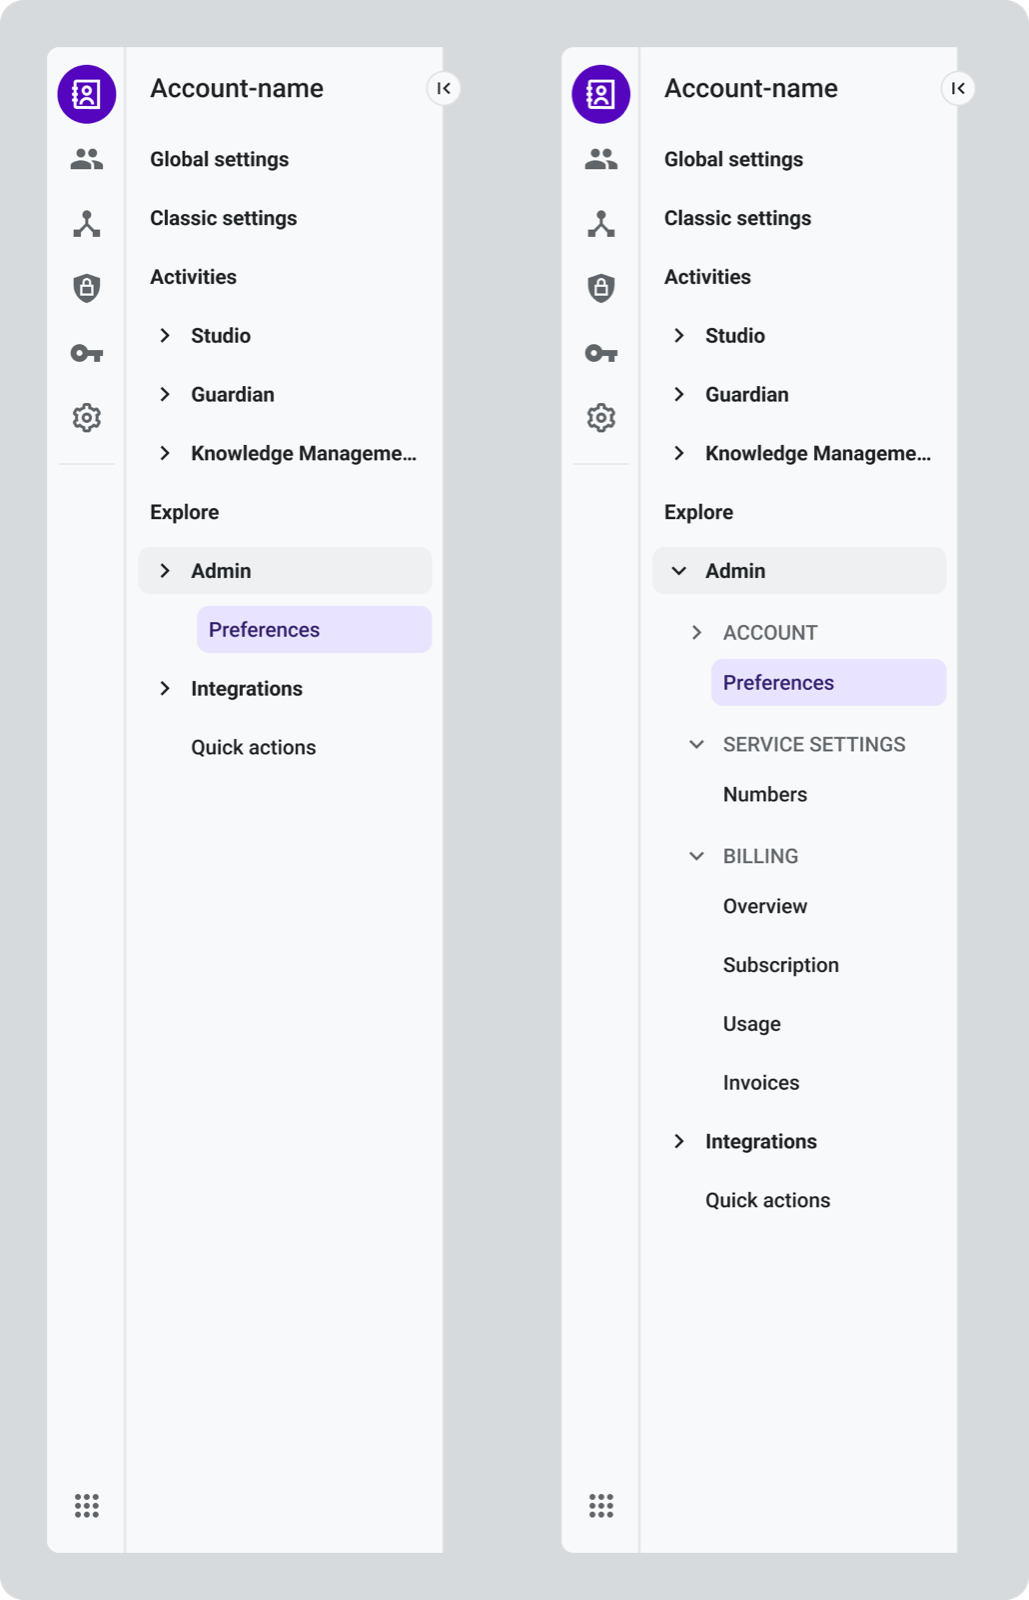 Account-name
Global settings
Classic settings
Activities
Studio
Guardian
Knowledge Manageme...
Explore
Admin
Preferences
Integrations
Quick actions
Account-name
Global settings
Classic settings
Activities
Studio
Guardian
Knowledge Manageme...
Explore
Admin
ACCOUNT
Preferences
SERVICE SETTINGS
Numbers
BILLING
Overview
Subscription
Usage
Invoices
Integrations
Quick actions